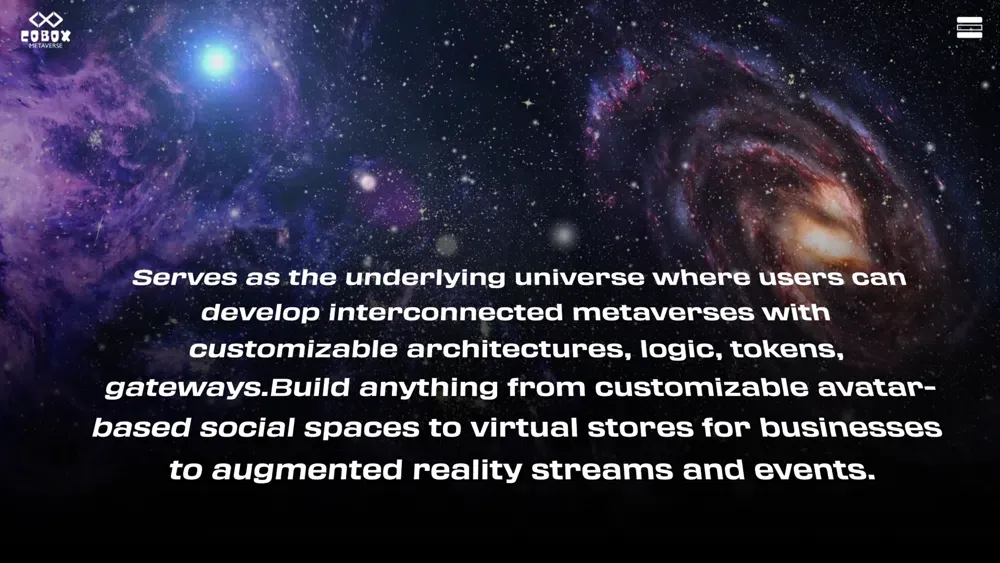 COBOX
METAVERSE
Serves as the underlying universe where users can
develop interconnected metaverses with
customizable architectures, logic, tokens,
gateways.Build anything from customizable avatar-
based social spaces to virtual stores for businesses
to augmented reality streams and events.